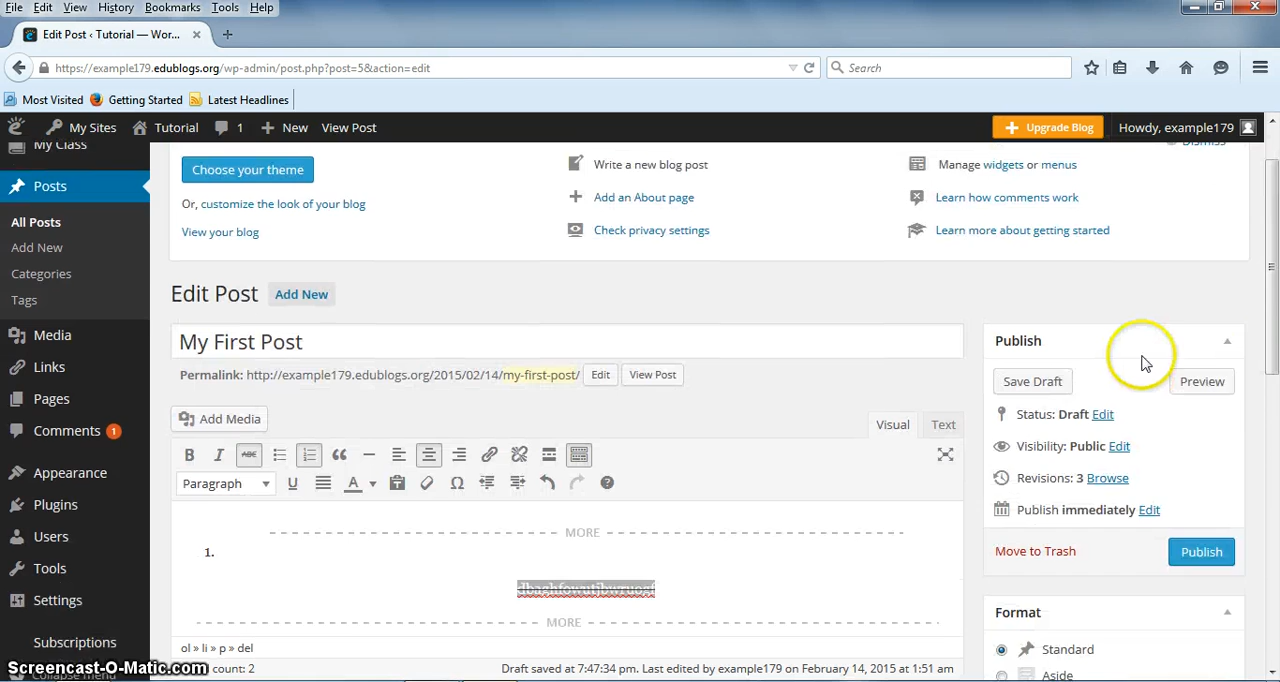 File Edit View History Bookmarks Tools Help
Edit Post ‹ Tutorial — Wor...
https://example179.edublogs.org/wp-admin/post.php?post=5&action=edit
Search
Most Visited Getting Started Latest Headlines
My Sites Tutorial 1 New View Post Upgrade Blog Howdy, example179
My Class
Dismiss
Choose your theme Write a new blog post Manage widgets or menus
Or, customize the look of your blog Add an About page Learn how comments work
View your blog Check privacy settings Learn more about getting started
Posts
All Posts
Add New
Categories
Tags
Media
Links
Pages
Comments 1
Appearance
Plugins
Users
Tools
Settings
Subscriptions
Collapse menu
Edit Post Add New
My First Post
Permalink: http://example179.edublogs.org/2015/02/14/my-first-post/ Edit View Post
Add Media Visual Text
B I ABC
Paragraph U A
MORE
1.
MORE
ol » li » p » del
count: 2 Draft saved at 7:47:34 pm. Last edited by example179 on February 14, 2015 at 1:51 am
Publish
Save Draft Preview
Status: Draft Edit
Visibility: Public Edit
Revisions: 3 Browse
Publish immediately Edit
Move to Trash Publish
Format
Standard
Aside
Screencast-O-Matic.com